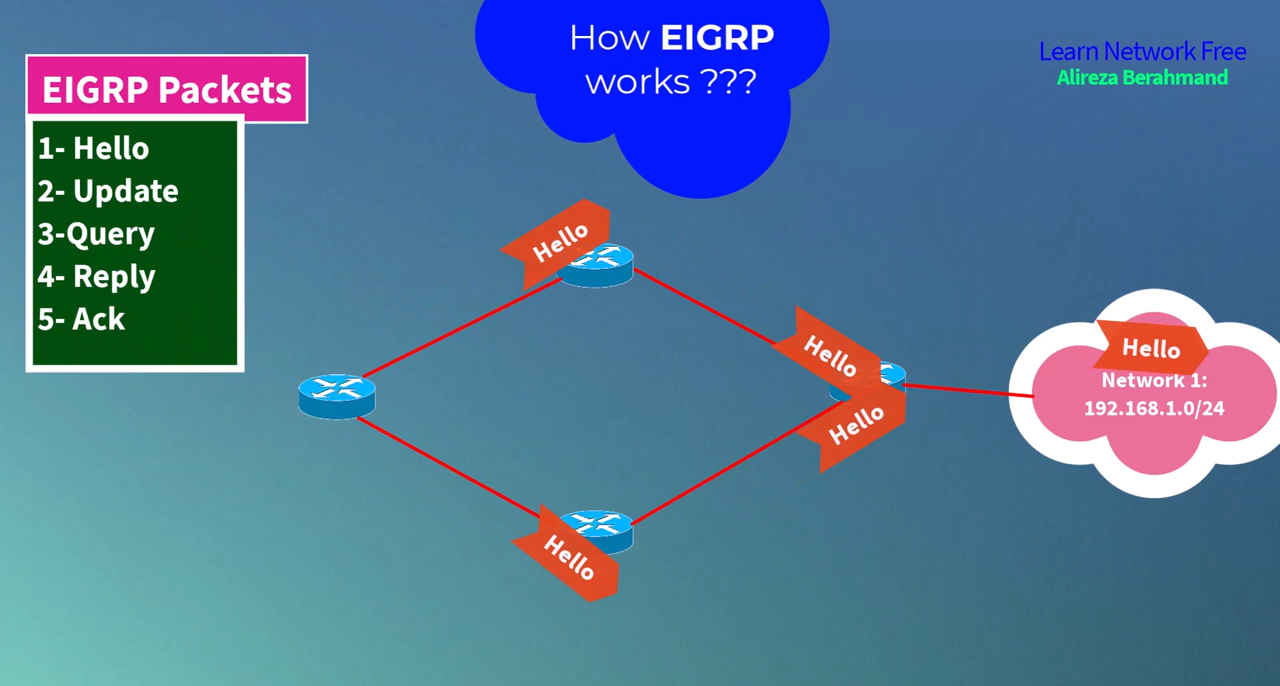 How EIGRP
works ???
Learn Network Free
Alireza Berahmand
EIGRP Packets
1- Hello
2- Update
3-Query
4- Reply
5- Ack
Hello
Hello
Hello
Hello
Hello
Network 1:
192.168.1.0/24